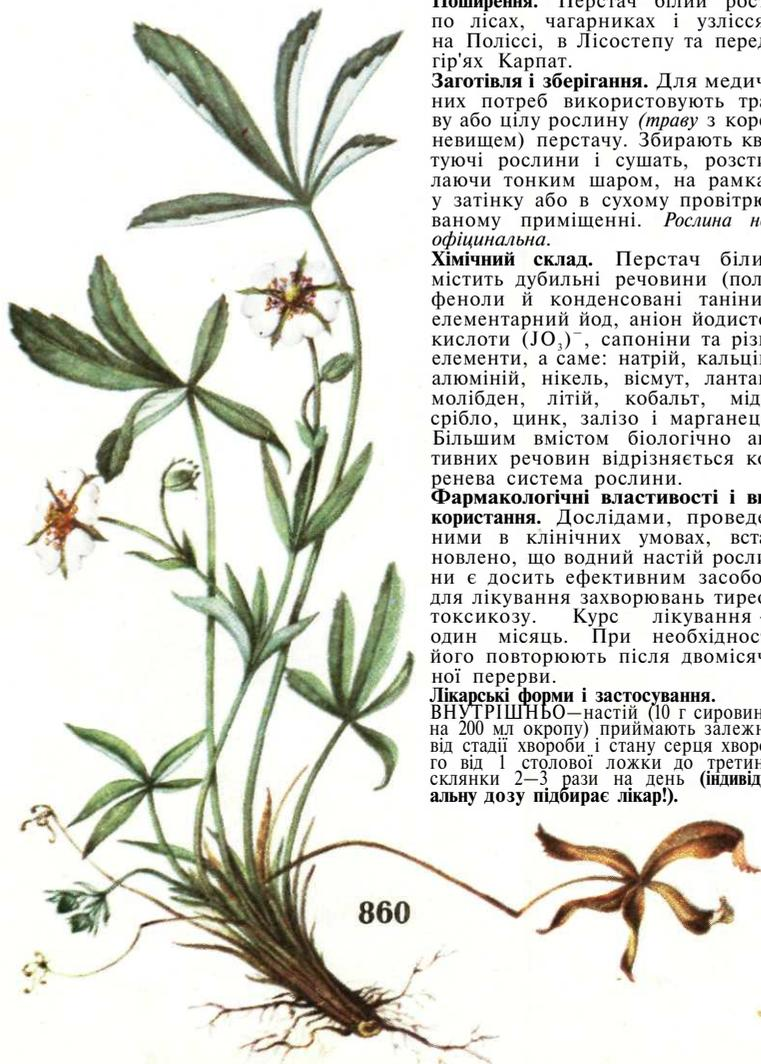 Поширення. Перстач білий рост
по лісах, чагарниках і узлісся
на Поліссі, в Лісостепу та перед
гір'ях Карпат.
Заготівля і зберігання. Для медич
них потреб використовують тра
ву або цілу рослину (траву з коре
невищем) перстачу. Збирають кві
туючі рослини і сушать, розсти
лаючи тонким шаром, на рамка
у затінку або в сухому провітрю
ваному приміщенні. Рослина не
офіцинальна.
Хімічний склад. Перстач біли
містить дубильні речовини (пол
феноли й конденсовані таніни
елементарний йод, аніон йодисто
кислоти (JO₃)⁻, сапоніни та різн
елементи, а саме: натрій, кальцій
алюміній, нікель, вісмут, лантан
молібден, літій, кобальт, мідь
срібло, цинк, залізо і марганець
Більшим вмістом біологічно ак
тивних речовин відрізняється ко
ренева система рослини.
Фармакологічні властивості і ви
користання. Дослідами, проведе
ними в клінічних умовах, вста
новлено, що водний настій росли
ни є досить ефективним засобо
для лікування захворювань тирео
токсикозу. Курс лікування -
один місяць. При необхіднос
його повторюють після двомісяч
ної перерви.
Лікарські форми і застосування.
ВНУТРІШНЬО—настій (10 г сировин
на 200 мл окропу) приймають залежн
від стадії хвороби і стану серця хворо
го від 1 столової ложки до третин
склянки 2—3 рази на день (індивід
альну дозу підбирає лікар!).
860